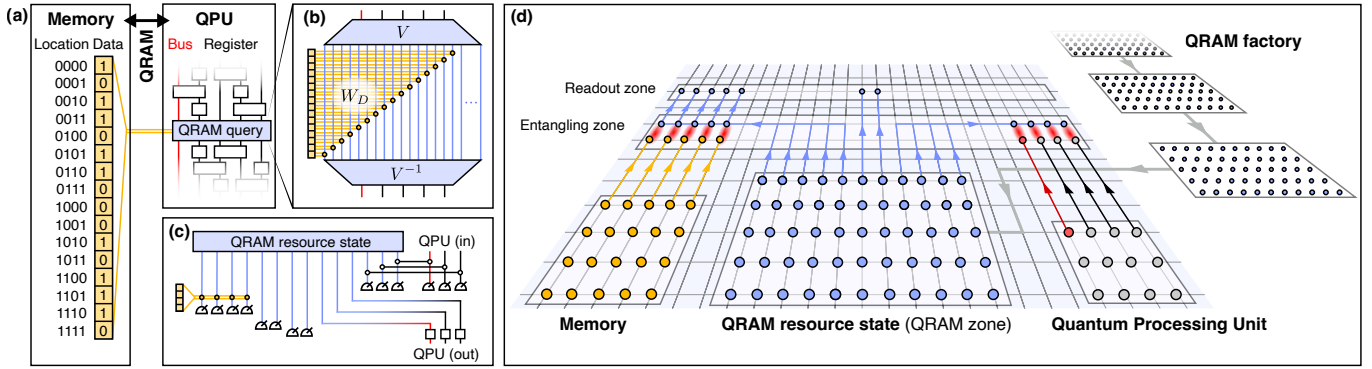 (a)
Memory
QPU
QRAM
Location Data
Bus Register
0000 1
0001 0
0010 1
0011 1
0100 0
0101 1
0110 1
0111 0
1000 0
1001 0
1010 1
1011 0
1100 1
1101 1
1110 1
1111 0
QRAM query
(b)
V
W_D
...
V^{-1}
(c)
QRAM resource state
QPU (in)
QPU (out)
(d)
QRAM factory
Readout zone
Entangling zone
Memory
QRAM resource state (QRAM zone)
Quantum Processing Unit